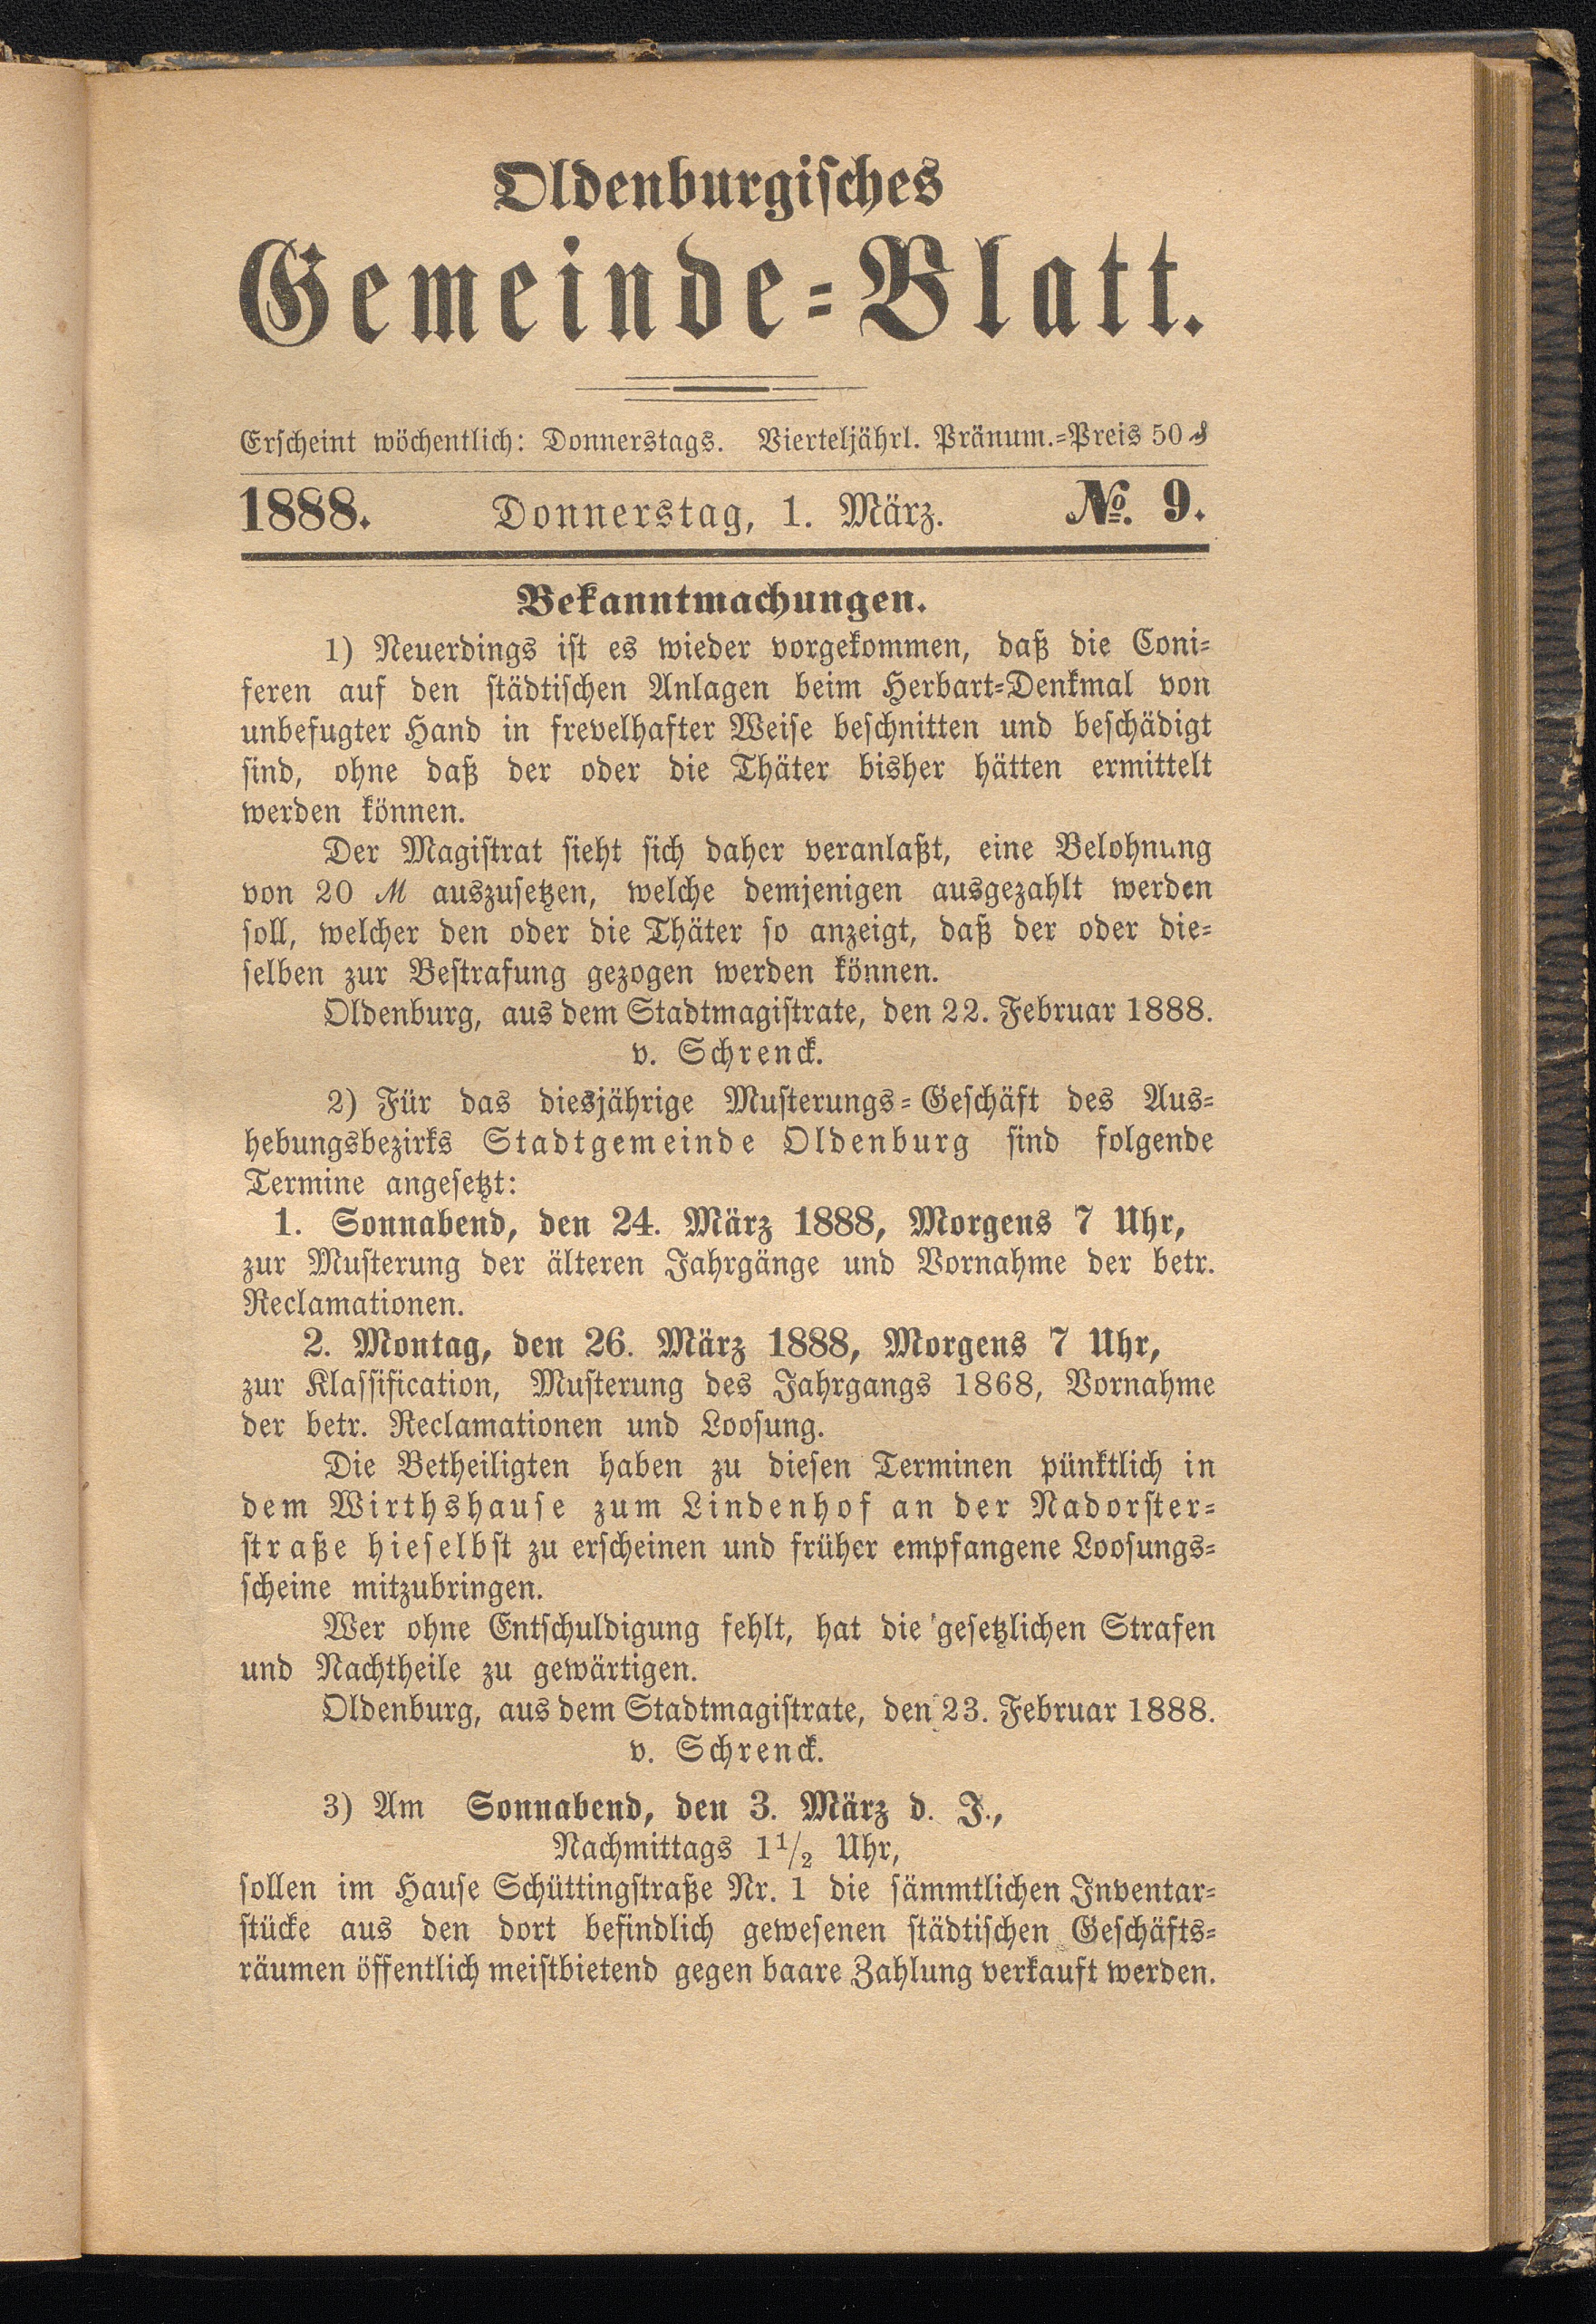 Oldenburgisches
Gemeinde-Blatt.
Erscheint wöchentlich: Donnerstags. Vierteljährl. Pränum.-Preis 50 ₰
1888. Donnerstag, 1. März. №. 9.
Bekanntmachungen.
1) Neuerdings ist es wieder vorgekommen, daß die Coni-
feren auf den städtischen Anlagen beim Herbart-Denkmal von
unbefugter Hand in frevelhafter Weise beschnitten und beschädigt
sind, ohne daß der oder die Thäter bisher hätten ermittelt
werden können.
Der Magistrat sieht sich daher veranlaßt, eine Belohnung
von 20 ℳ auszusetzen, welche demjenigen ausgezahlt werden
soll, welcher den oder die Thäter so anzeigt, daß der oder die-
selben zur Bestrafung gezogen werden können.
Oldenburg, aus dem Stadtmagistrate, den 22. Februar 1888.
v. Schrenck.
2) Für das diesjährige Musterungs-Geschäft des Aus-
hebungsbezirks Stadtgemeinde Oldenburg sind folgende
Termine angesetzt:
1. Sonnabend, den 24. März 1888, Morgens 7 Uhr,
zur Musterung der älteren Jahrgänge und Vornahme der betr.
Reclamationen.
2. Montag, den 26. März 1888, Morgens 7 Uhr,
zur Klassification, Musterung des Jahrgangs 1868, Vornahme
der betr. Reclamationen und Loosung.
Die Betheiligten haben zu diesen Terminen pünktlich in
dem Wirthshause zum Lindenhof an der Nadorster-
straße hieselbst zu erscheinen und früher empfangene Loosungs-
scheine mitzubringen.
Wer ohne Entschuldigung fehlt, hat die gesetzlichen Strafen
und Nachtheile zu gewärtigen.
Oldenburg, aus dem Stadtmagistrate, den 23. Februar 1888.
v. Schrenck.
3) Am Sonnabend, den 3. März d. J.,
Nachmittags 1 1/2 Uhr,
sollen im Hause Schüttingstraße Nr. 1 die sämmtlichen Inventar-
stücke aus den dort befindlich gewesenen städtischen Geschäfts-
räumen öffentlich meistbietend gegen baare Zahlung verkauft werden.